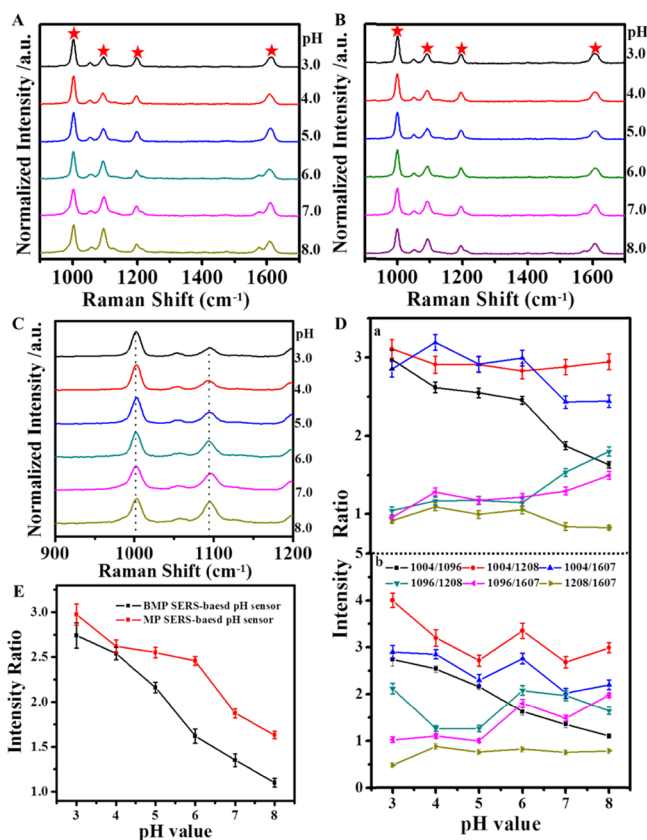 A
pH
3.0
4.0
5.0
6.0
7.0
8.0
Normalized Intensity /a.u.
1000 1200 1400 1600
Raman Shift (cm-1)
B
pH
3.0
4.0
5.0
6.0
7.0
8.0
Normalized Intensity /a.u.
1000 1200 1400 1600
Raman Shift (cm-1)
C
pH
3.0
4.0
5.0
6.0
7.0
8.0
Normalized Intensity /a.u.
900 1000 1100 1200
Raman Shift (cm-1)
D
a
3
2
1
Intensity Ratio
5
b
1004/1096 1004/1208 1004/1607
1096/1208 1096/1607 1208/1607
4
3
2
1
0
3 4 5 6 7 8
pH value
E
BMP SERS-baesd pH sensor
MP SERS-baesd pH sensor
3.0
2.5
2.0
1.5
1.0
Intensity Ratio
3 4 5 6 7 8
pH value